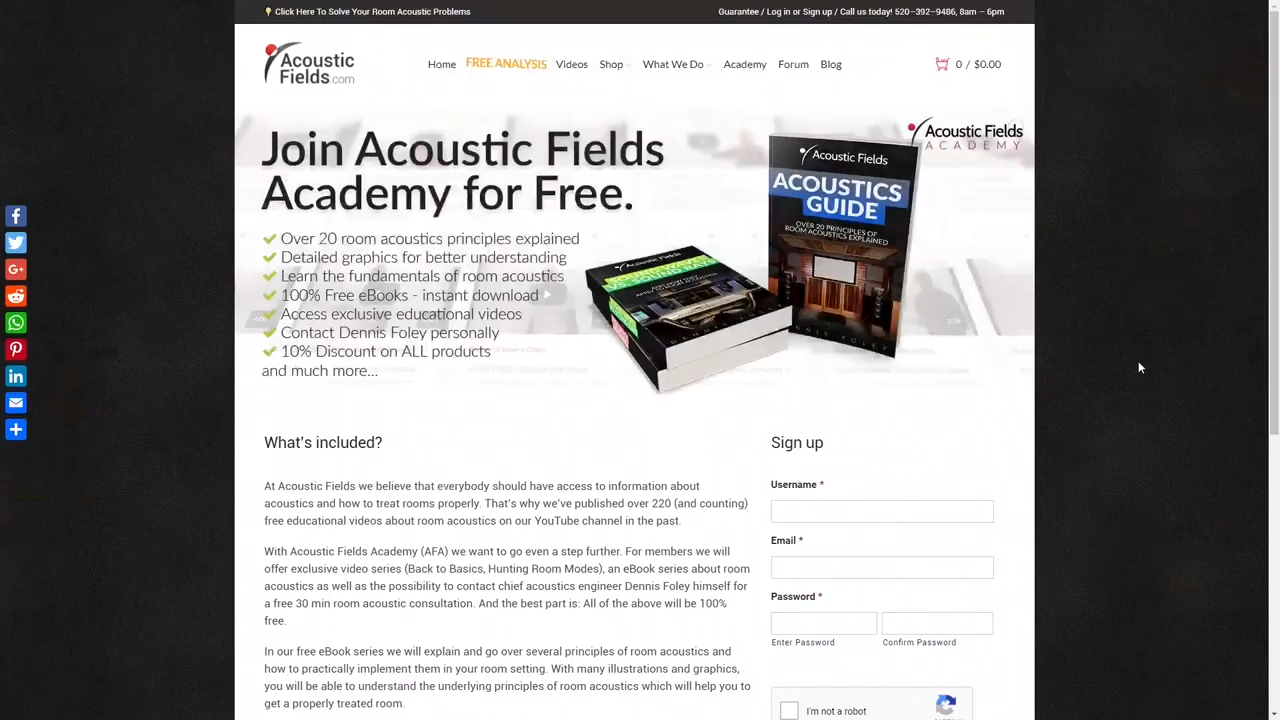 Click Here To Solve Your Room Acoustic Problems
Guarantee / Log in or Sign up / Call us today! 520–392–9486, 8am – 6pm
Acoustic
Fields.com
Home
FREE ANALYSIS
Videos
Shop
What We Do
Academy
Forum
Blog
0 / $0.00
Join Acoustic Fields
Academy for Free.
Over 20 room acoustics principles explained
Detailed graphics for better understanding
Learn the fundamentals of room acoustics
100% Free eBooks - instant download
Access exclusive educational videos
Contact Dennis Foley personally
10% Discount on ALL products
and much more...
Acoustic Fields
ACADEMY
Acoustic Fields
ACOUSTICS
GUIDE
OVER 20 PRINCIPLES OF
ROOM ACOUSTICS EXPLAINED
Acoustic Fields
What's included?
At Acoustic Fields we believe that everybody should have access to information about
acoustics and how to treat rooms properly. That's why we've published over 220 (and counting)
free educational videos about room acoustics on our YouTube channel in the past.
With Acoustic Fields Academy (AFA) we want to go even a step further. For members we will
offer exclusive video series (Back to Basics, Hunting Room Modes), an eBook series about room
acoustics as well as the possibility to contact chief acoustics engineer Dennis Foley himself for
a free 30 min room acoustic consultation. And the best part is: All of the above will be 100%
free.
In our free eBook series we will explain and go over several principles of room acoustics and
how to practically implement them in your room setting. With many illustrations and graphics,
you will be able to understand the underlying principles of room acoustics which will help you to
get a properly treated room.
Sign up
Username *
Email *
Password *
Enter Password
Confirm Password
I'm not a robot